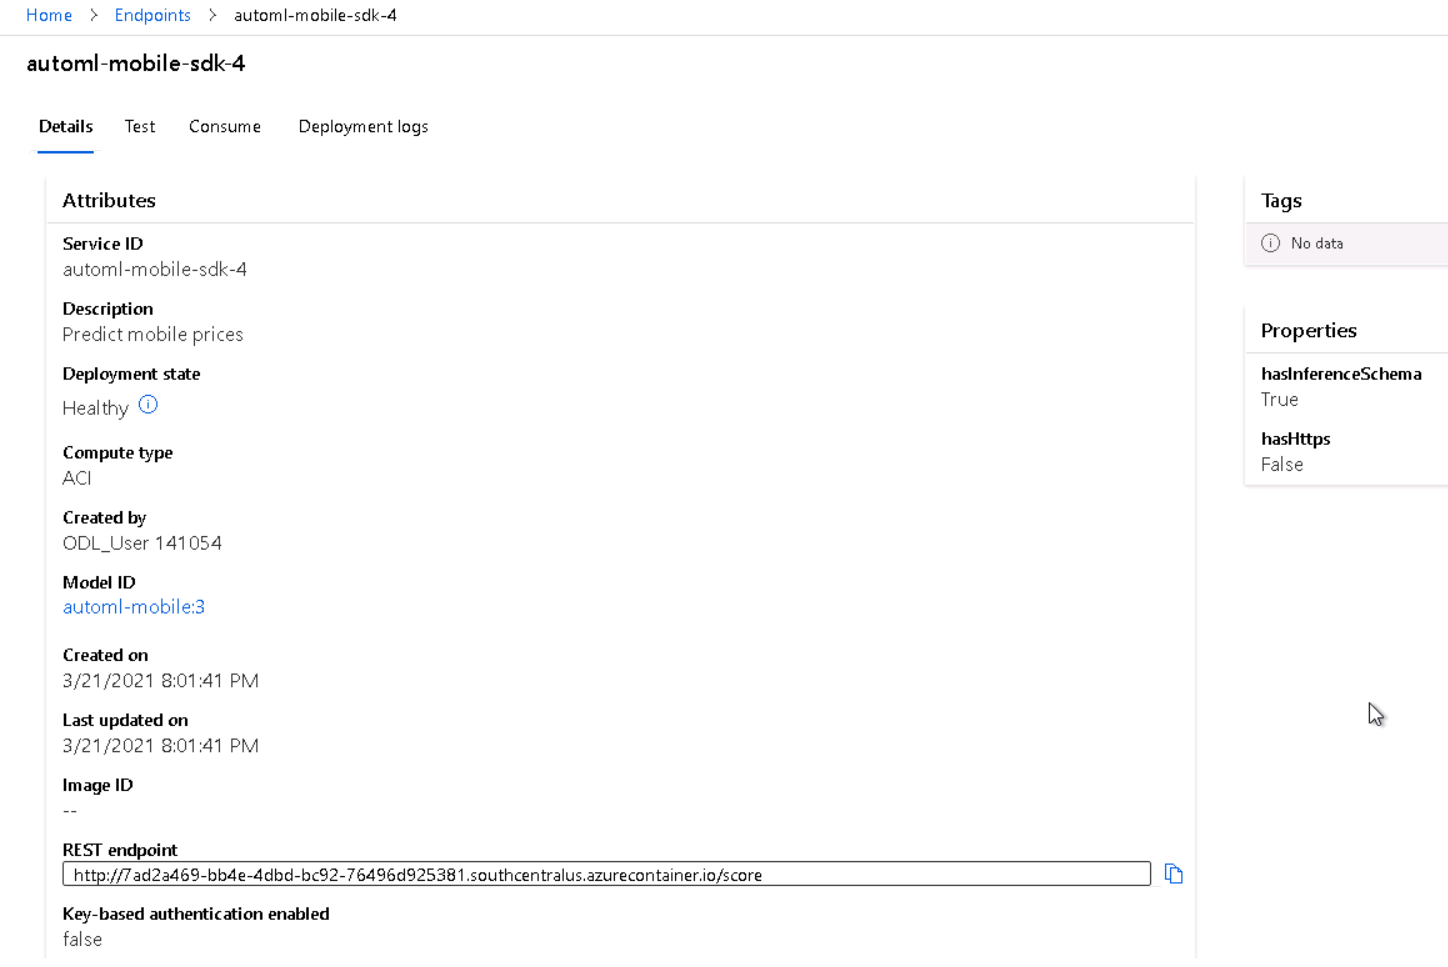 Home > Endpoints > automl-mobile-sdk-4
automl-mobile-sdk-4
Details Test Consume Deployment logs
Attributes
Service ID
automl-mobile-sdk-4
Description
Predict mobile prices
Deployment state
Healthy
Compute type
ACI
Created by
ODL_User 141054
Model ID
automl-mobile:3
Created on
3/21/2021 8:01:41 PM
Last updated on
3/21/2021 8:01:41 PM
Image ID
--
REST endpoint
http://7ad2a469-bb4e-4dbd-bc92-76496d925381.southcentralus.azurecontainer.io/score
Key-based authentication enabled
false
Tags
No data
Properties
hasInferenceSchema
True
hasHttps
False